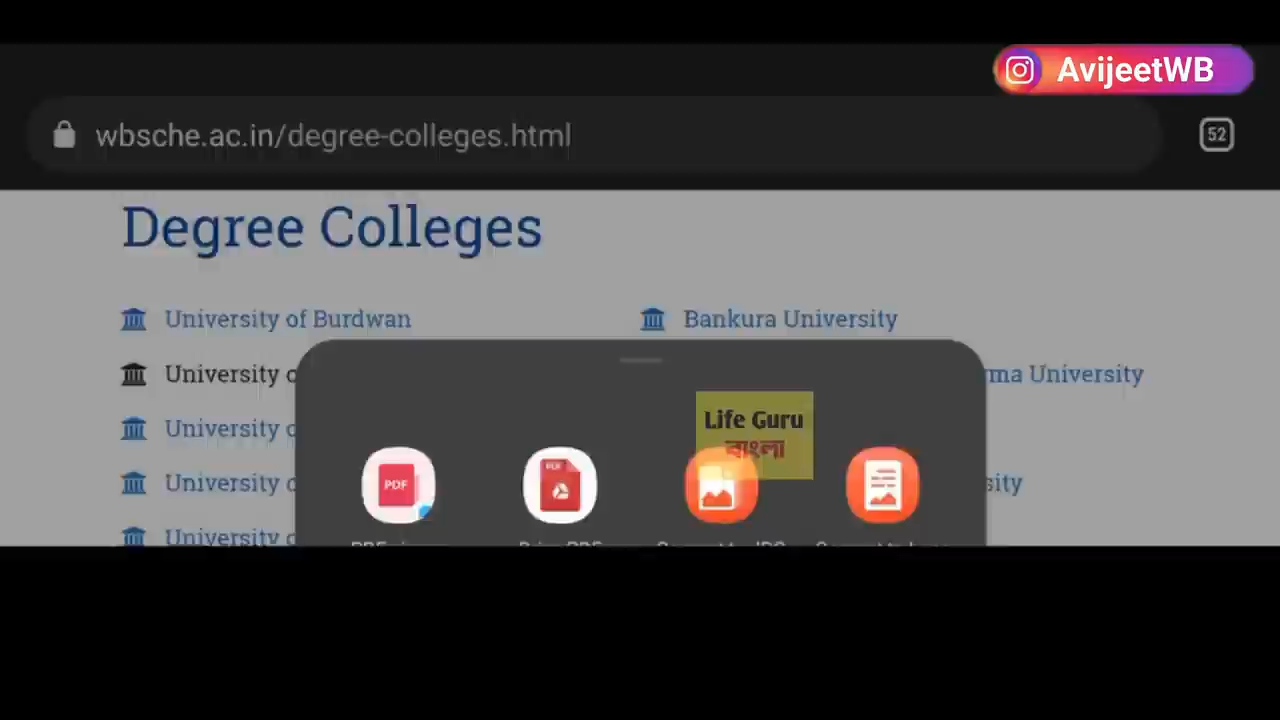 AvijeetWB
wbsche.ac.in/degree-colleges.html
52
Degree Colleges
University of Burdwan
Bankura University
University
rma University
Life Guru
বাংলা
University
University
sity
University
PDF
PDF